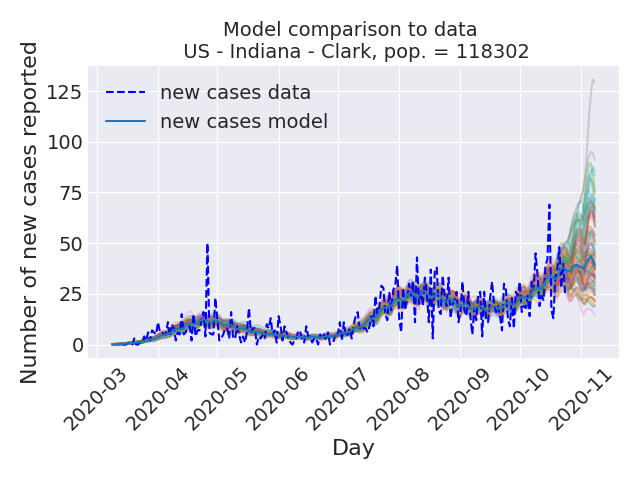 Model comparison to data
US - Indiana - Clark, pop. = 118302
Number of new cases reported
125
100
75
50
25
0
new cases data
new cases model
2020-03
2020-04
2020-05
2020-06
2020-07
2020-08
2020-09
2020-10
2020-11
Day